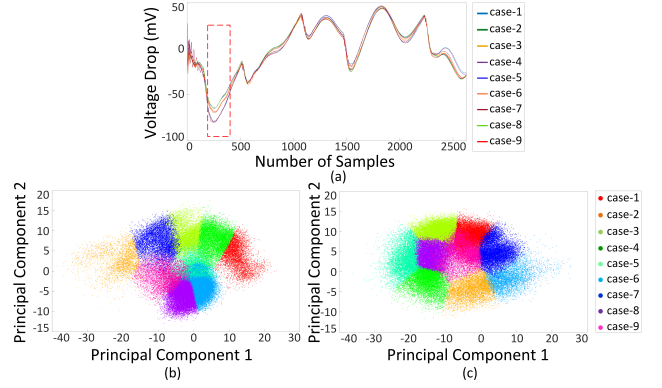 50
0
-50
-100
Voltage Drop (mV)
0
500
1000
1500
2000
2500
Number of Samples
(a)
case-1
case-2
case-3
case-4
case-5
case-6
case-7
case-8
case-9
Principal Component 2
20
15
10
5
0
-5
-10
-15
-40
-30
-20
-10
0
10
20
30
Principal Component 1
(b)
Principal Component 2
20
15
10
5
0
-5
-10
-15
-40
-30
-20
-10
0
10
20
30
Principal Component 1
(c)
case-1
case-2
case-3
case-4
case-5
case-6
case-7
case-8
case-9